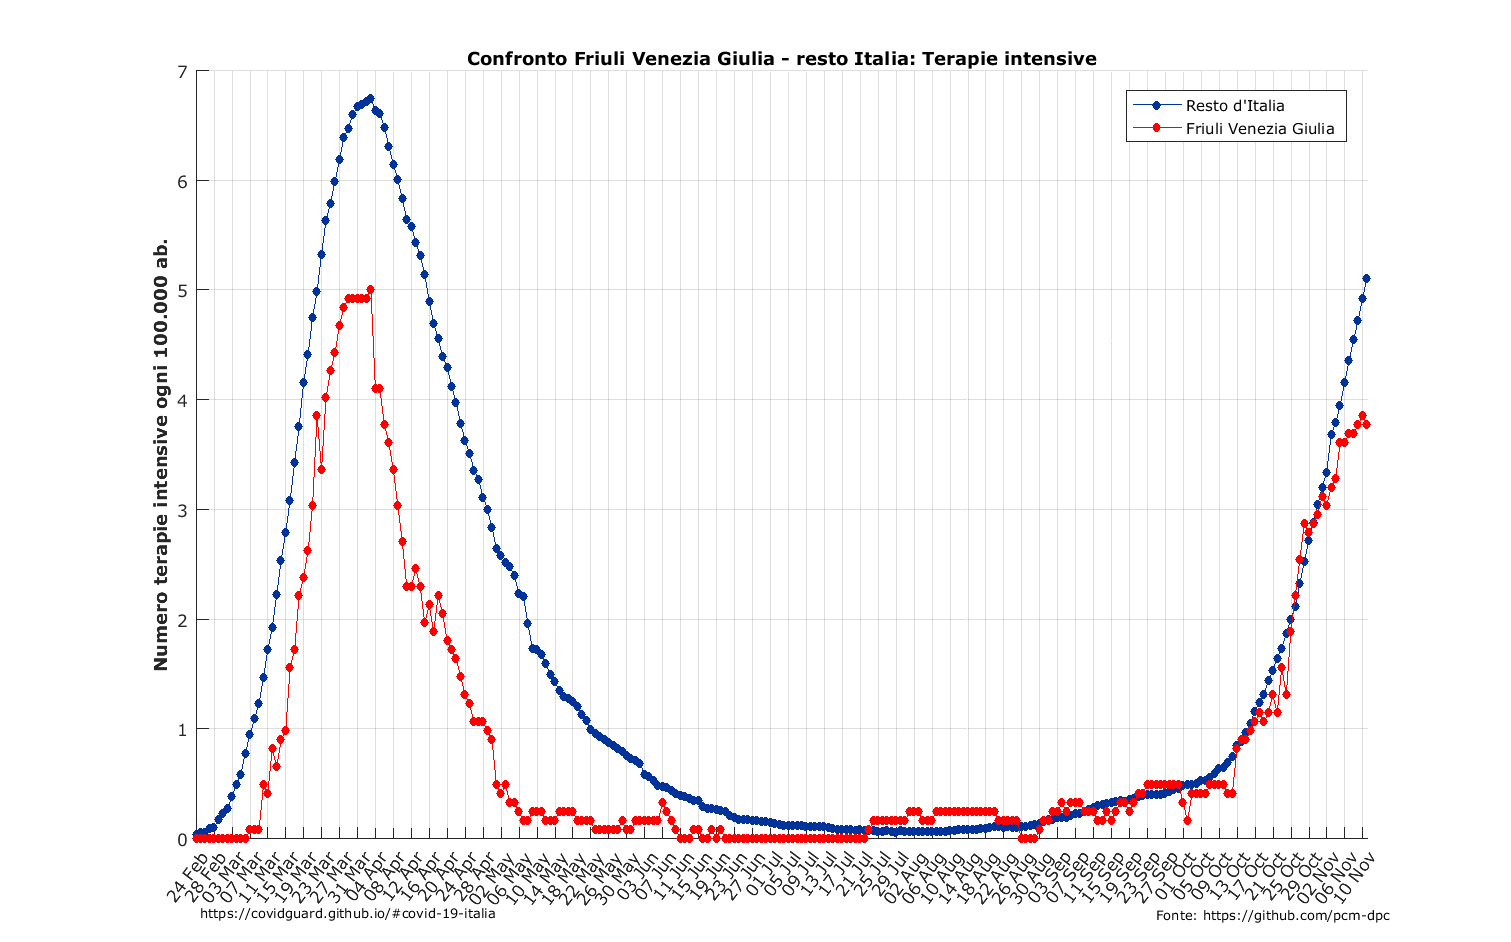 Confronto Friuli Venezia Giulia - resto Italia: Terapie intensive
Resto d'Italia
Friuli Venezia Giulia
Numero terapie intensive ogni 100.000 ab.
7
6
5
4
3
2
1
0
24 Feb
28 Feb
03 Mar
07 Mar
11 Mar
15 Mar
19 Mar
23 Mar
27 Mar
31 Mar
04 Apr
08 Apr
12 Apr
16 Apr
20 Apr
24 Apr
28 Apr
02 May
06 May
10 May
14 May
18 May
22 May
26 May
30 May
03 Jun
07 Jun
11 Jun
15 Jun
19 Jun
23 Jun
27 Jun
01 Jul
05 Jul
09 Jul
13 Jul
17 Jul
21 Jul
25 Jul
29 Jul
02 Aug
06 Aug
10 Aug
14 Aug
18 Aug
22 Aug
26 Aug
30 Aug
03 Sep
07 Sep
11 Sep
15 Sep
19 Sep
23 Sep
27 Sep
01 Oct
05 Oct
09 Oct
13 Oct
17 Oct
21 Oct
25 Oct
29 Oct
02 Nov
06 Nov
10 Nov
https://covidguard.github.io/#covid-19-italia
Fonte: https://github.com/pcm-dpc